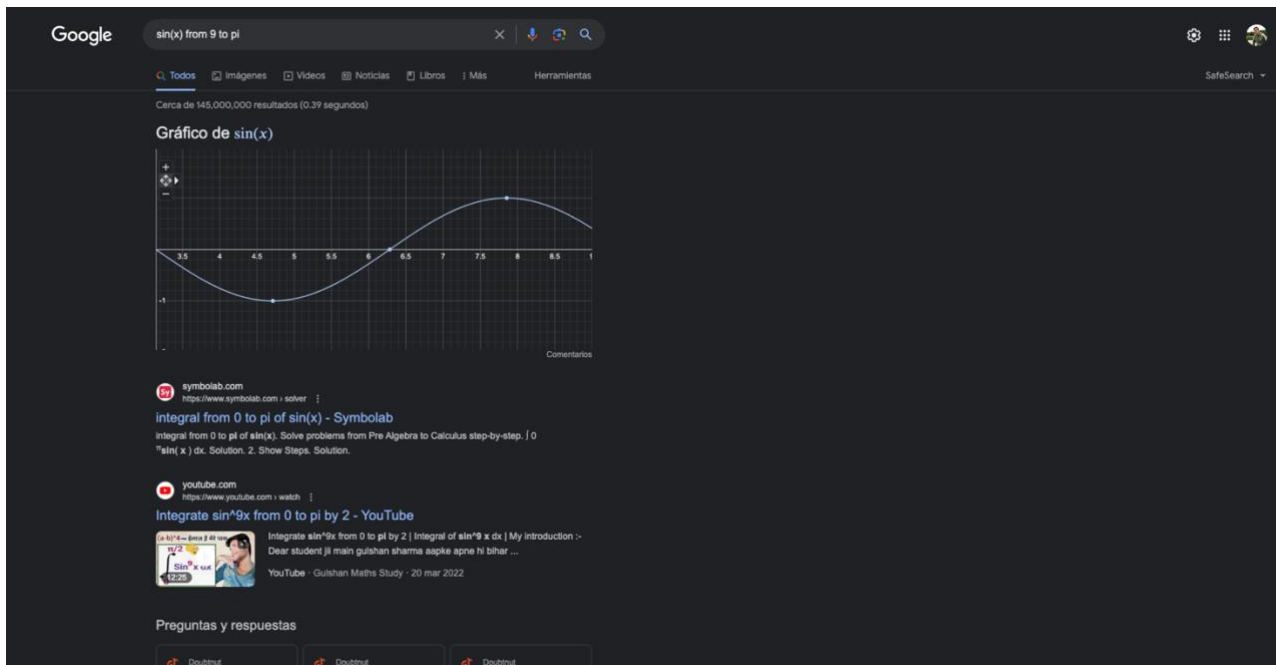 Google
sin(x) from 9 to pi
Todos Imágenes Videos Noticias Libros Más Herramientas
SafeSearch
Cerca de 145,000,000 resultados (0.39 segundos)
Gráfico de sin(x)
3.5 4 4.5 5 5.5 6 6.5 7 7.5 8 8.5
-1
Comentarios
Sy symbolab.com
https://www.symbolab.com › solver
integral from 0 to pi of sin(x) - Symbolab
integral from 0 to pi of sin(x). Solve problems from Pre Algebra to Calculus step-by-step. ∫ 0
π sin( x ) dx. Solution. 2. Show Steps. Solution.
youtube.com
https://www.youtube.com › watch
Integrate sin^9x from 0 to pi by 2 - YouTube
π/2
12:25
Integrate sin^9x from 0 to pi by 2 | Integral of sin^9 x dx | My introduction :-
Dear student jii main gulshan sharma aapke apne hi bihar ...
YouTube · Gulshan Maths Study · 20 mar 2022
Preguntas y respuestas
Doubtnut Doubtnut Doubtnut